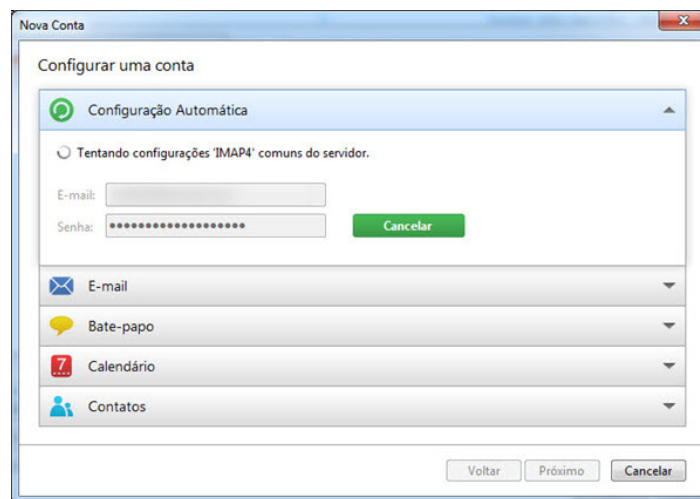 Nova Conta
Configurar uma conta
Configuração Automática
Tentando configurações 'IMAP4' comuns do servidor.
E-mail:
Senha: ●●●●●●●●●●●●●●●●●●●
Cancelar
E-mail
Bate-papo
7 Calendário
Contatos
Voltar Próximo Cancelar